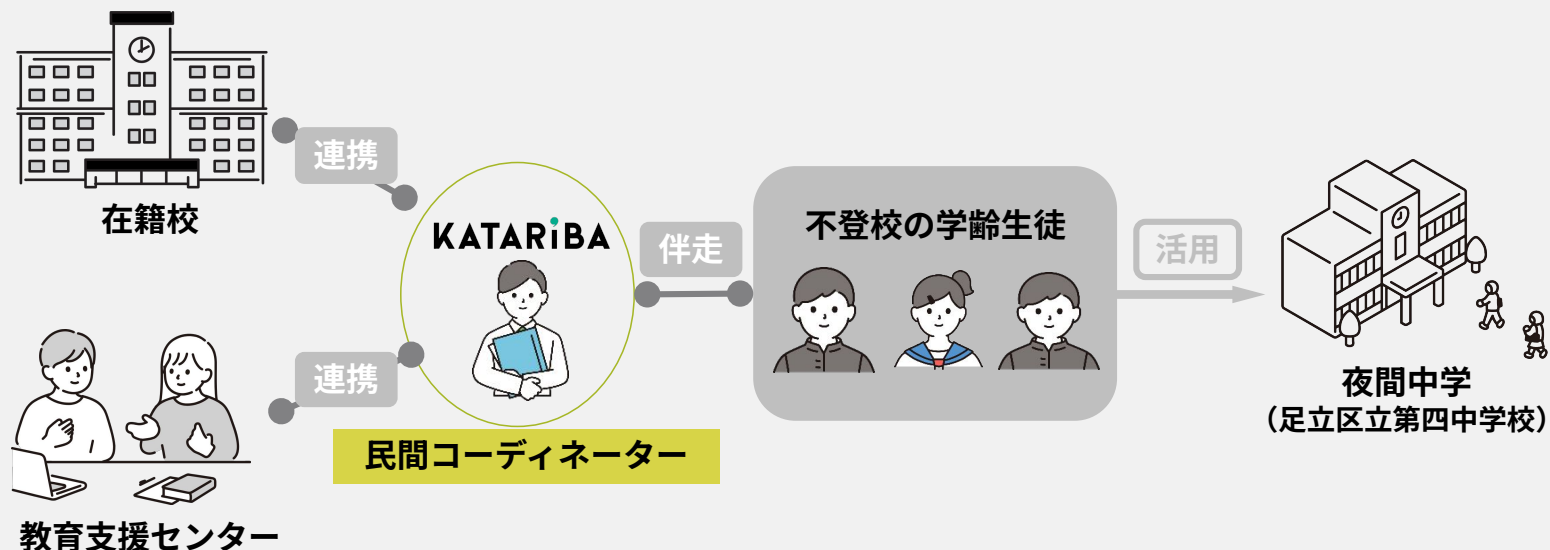 連携
在籍校
KATARiBA
伴走
不登校の学齢生徒
活用
連携
民間コーディネーター
教育支援センター
夜間中学
（足立区立第四中学校）